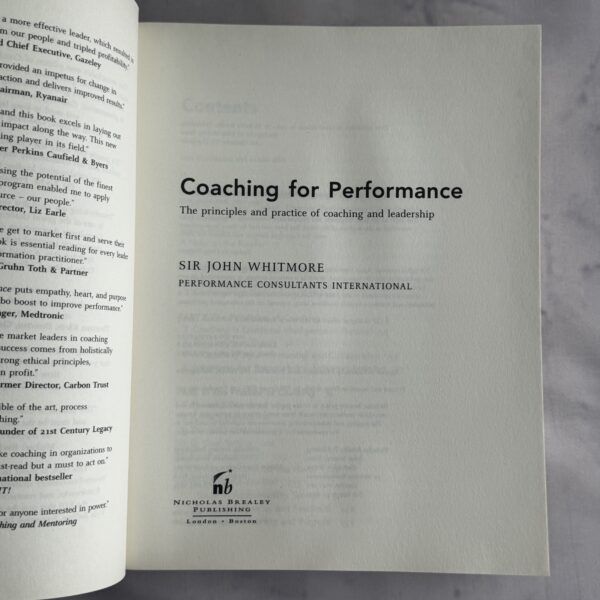 a more effective leader, which resulted in
our people and tripled profitability."
Chief Executive, Gazeley
rovided an impetus for change in
action and delivers improved results."
airman, Ryanair
and this book excels in laying out
impact along the way. This new
ing player in its field."
er Perkins Caufield & Byers
sing the potential of the finest
program enabled me to apply
urce – our people."
rector, Liz Earle
e get to market first and serve their
ok is essential reading for every leader
ormation practitioner."
Gruhn Toth & Partner
nce puts empathy, heart, and purpose
bo boost to improve performance."
ager, Medtronic
e market leaders in coaching
success comes from holistically
rong ethical principles,
n profit."
rmer Director, Carbon Trust
ible of the art, process
hing."
under of 21st Century Legacy
ke coaching in organizations to
st-read but a must to act on."
national bestseller
IT!
or anyone interested in power."
hing and Mentoring
Coaching for Performance
The principles and practice of coaching and leadership
SIR JOHN WHITMORE
PERFORMANCE CONSULTANTS INTERNATIONAL
nb
NICHOLAS BREALEY
PUBLISHING
London • Boston